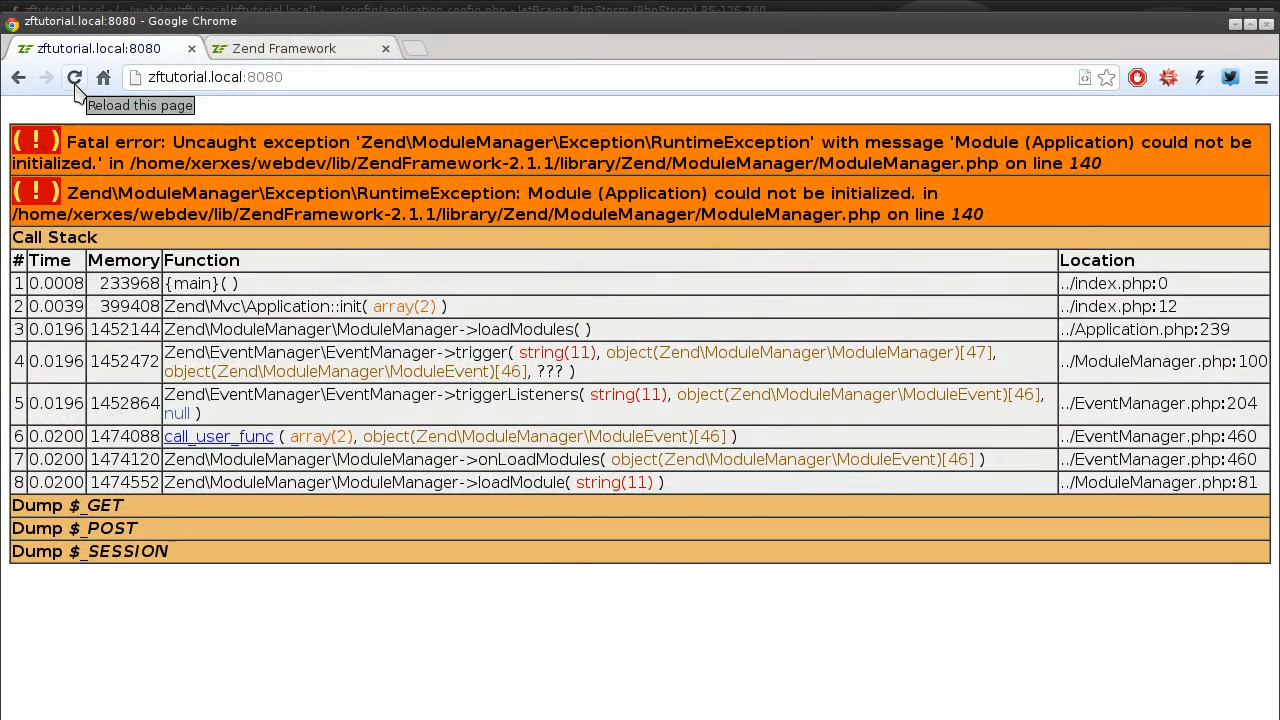 zftutorial.local:8080 - Google Chrome
zftutorial.local:8080
Zend Framework
zftutorial.local:8080
Reload this page
( ! ) Fatal error: Uncaught exception 'Zend\ModuleManager\Exception\RuntimeException' with message 'Module (Application) could not be
initialized.' in /home/xerxes/webdev/lib/ZendFramework-2.1.1/library/Zend/ModuleManager/ModuleManager.php on line 140
( ! ) Zend\ModuleManager\Exception\RuntimeException: Module (Application) could not be initialized. in
/home/xerxes/webdev/lib/ZendFramework-2.1.1/library/Zend/ModuleManager/ModuleManager.php on line 140
Call Stack
# Time Memory Function Location
1 0.0008 233968 {main}( ) ../index.php:0
2 0.0039 399408 Zend\Mvc\Application::init( array(2) ) ../index.php:12
3 0.0196 1452144 Zend\ModuleManager\ModuleManager->loadModules( ) ../Application.php:239
4 0.0196 1452472 Zend\EventManager\EventManager->trigger( string(11), object(Zend\ModuleManager\ModuleManager)[47],
object(Zend\ModuleManager\ModuleEvent)[46], ??? ) ../ModuleManager.php:100
5 0.0196 1452864 Zend\EventManager\EventManager->triggerListeners( string(11), object(Zend\ModuleManager\ModuleEvent)[46],
null ) ../EventManager.php:204
6 0.0200 1474088 call_user_func ( array(2), object(Zend\ModuleManager\ModuleEvent)[46] ) ../EventManager.php:460
7 0.0200 1474120 Zend\ModuleManager\ModuleManager->onLoadModules( object(Zend\ModuleManager\ModuleEvent)[46] ) ../EventManager.php:460
8 0.0200 1474552 Zend\ModuleManager\ModuleManager->loadModule( string(11) ) ../ModuleManager.php:81
Dump $_GET
Dump $_POST
Dump $_SESSION